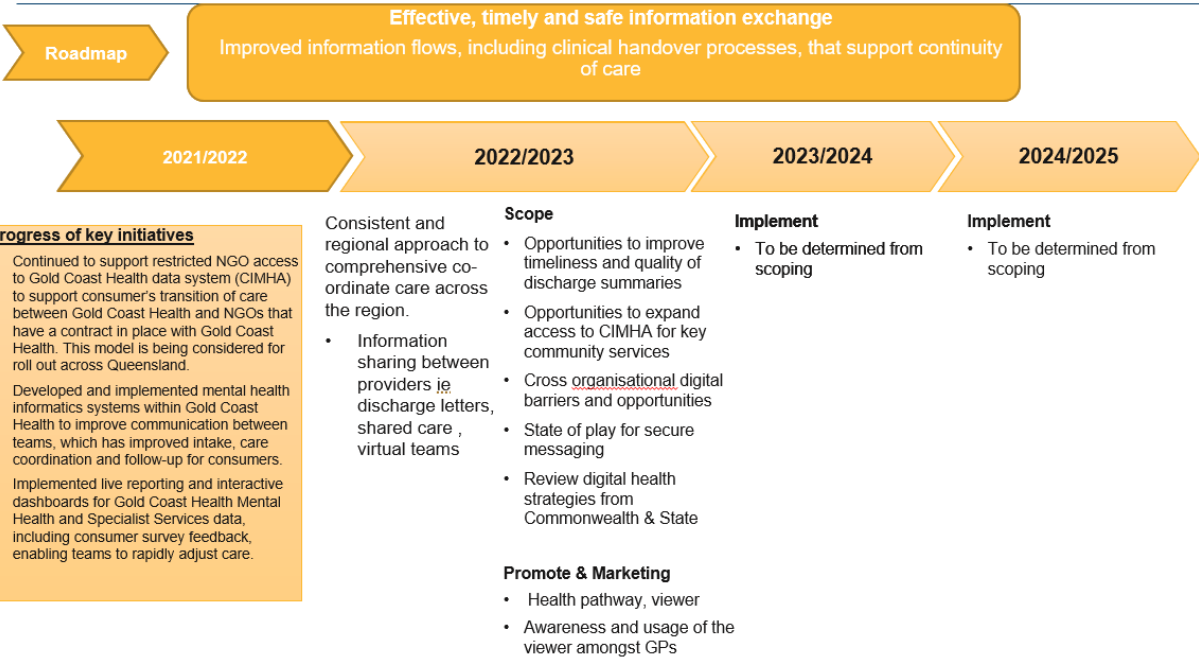 Effective, timely and safe information exchange
Improved information flows, including clinical handover processes, that support continuity
of care
Roadmap
2021/2022
2022/2023
2023/2024
2024/2025
rogress of key initiatives
Continued to support restricted NGO access
to Gold Coast Health data system (CIMHA)
to support consumer's transition of care
between Gold Coast Health and NGOs that
have a contract in place with Gold Coast
Health. This model is being considered for
roll out across Queensland.
Developed and implemented mental health
informatics systems within Gold Coast
Health to improve communication between
teams, which has improved intake, care
coordination and follow-up for consumers.
Implemented live reporting and interactive
dashboards for Gold Coast Health Mental
Health and Specialist Services data,
including consumer survey feedback,
enabling teams to rapidly adjust care.
Consistent and
regional approach to
comprehensive co-
ordinate care across
the region.
• Information
sharing between
providers ie
discharge letters,
shared care ,
virtual teams
Scope
• Opportunities to improve
timeliness and quality of
discharge summaries
• Opportunities to expand
access to CIMHA for key
community services
• Cross organisational digital
barriers and opportunities
• State of play for secure
messaging
• Review digital health
strategies from
Commonwealth & State
Promote & Marketing
• Health pathway, viewer
• Awareness and usage of the
viewer amongst GPs
Implement
• To be determined from
scoping
Implement
• To be determined from
scoping